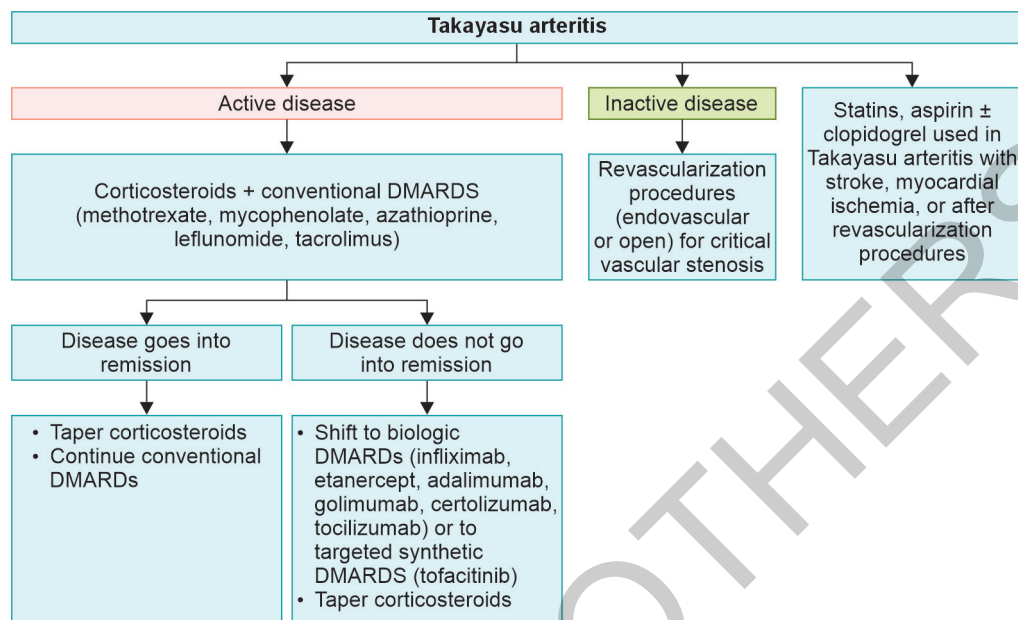 Takayasu arteritis
Active disease
Inactive disease
Statins, aspirin ±
clopidogrel used in
Takayasu arteritis with
stroke, myocardial
ischemia, or after
revascularization
procedures
Corticosteroids + conventional DMARDS
(methotrexate, mycophenolate, azathioprine,
leflunomide, tacrolimus)
Revascularization
procedures
(endovascular
or open) for critical
vascular stenosis
Disease goes into
remission
Disease does not go
into remission
• Taper corticosteroids
• Continue conventional
DMARDs
• Shift to biologic
DMARDs (infliximab,
etanercept, adalimumab,
golimumab, certolizumab,
tocilizumab) or to
targeted synthetic
DMARDS (tofacitinib)
• Taper corticosteroids
OTHERS